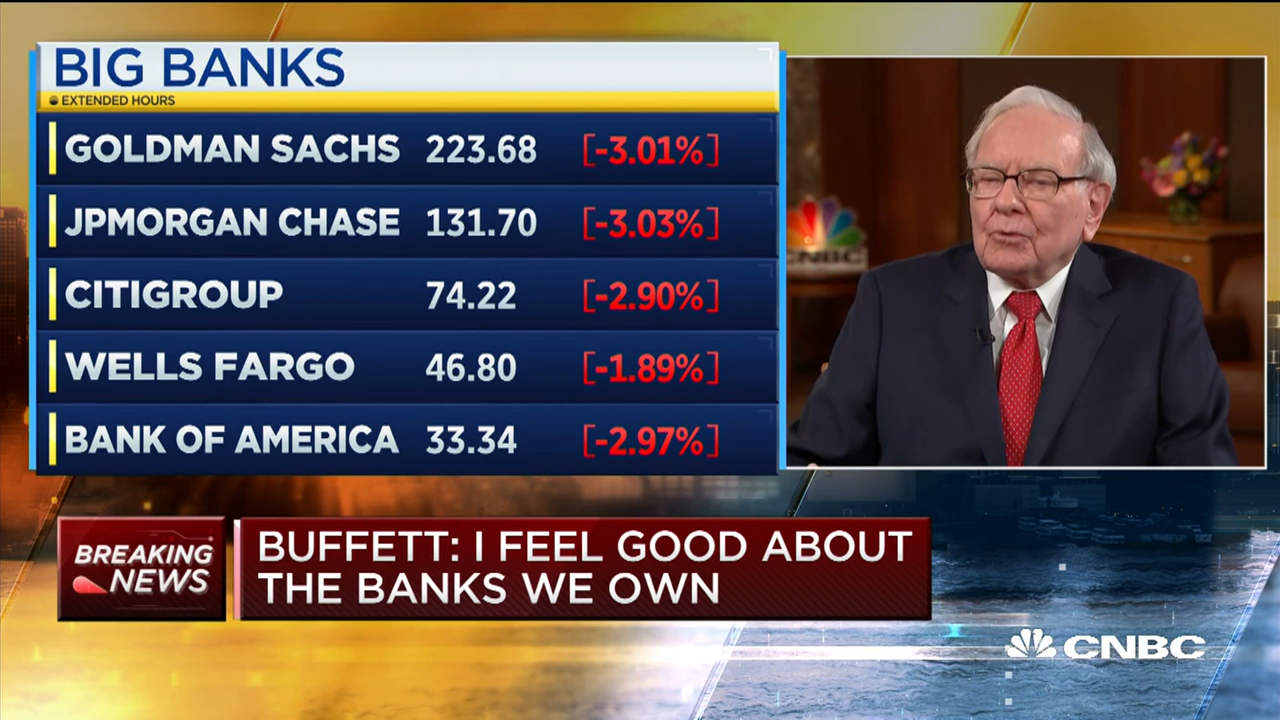 BIG BANKS
EXTENDED HOURS
GOLDMAN SACHS 223.68 [-3.01%]
JPMORGAN CHASE 131.70 [-3.03%]
CITIGROUP 74.22 [-2.90%]
WELLS FARGO 46.80 [-1.89%]
BANK OF AMERICA 33.34 [-2.97%]
CNBC
BREAKING
NEWS
BUFFETT: I FEEL GOOD ABOUT
THE BANKS WE OWN
CNBC